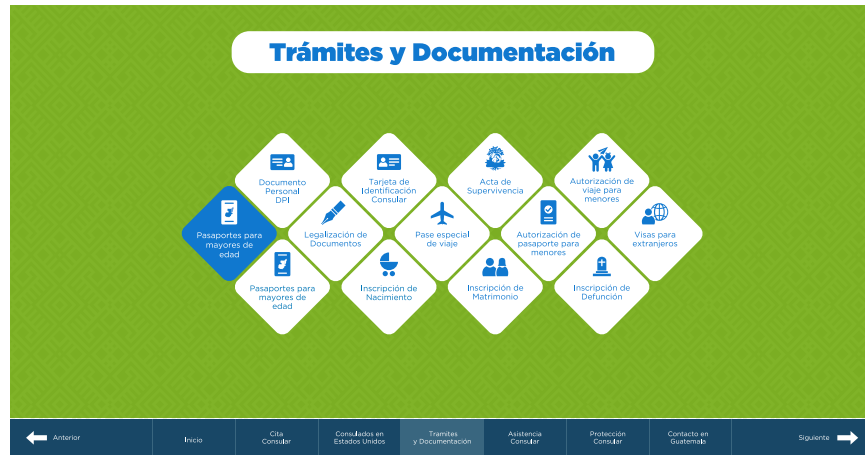 Trámites y Documentación
Documento
Personal
DPI
Tarjeta de
Identificación
Consular
Acta de
Supervivencia
Autorización de
viaje para
menores
Pasaportes para
mayores de
edad
Legalización de
Documentos
Pase especial
de viaje
Autorización de
pasaporte para
menores
Visas para
extranjeros
Pasaportes para
mayores de
edad
Inscripción de
Nacimiento
Inscripción de
Matrimonio
Inscripción de
Defunción
Anterior
Inicio
Cita
Consular
Consulados en
Estados Unidos
Tramites
y Documentación
Asistencia
Consular
Protección
Consular
Contacto en
Guatemala
Siguiente